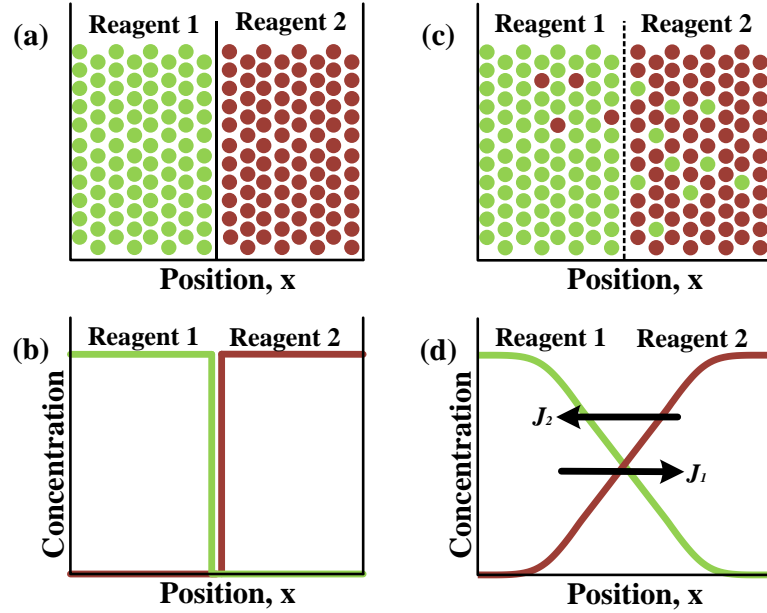 (a)
Reagent 1 Reagent 2
Position, x
(c)
Reagent 1 Reagent 2
Position, x
(b)
Reagent 1 Reagent 2
Concentration
Position, x
(d)
Reagent 1 Reagent 2
J2
J1
Concentration
Position, x